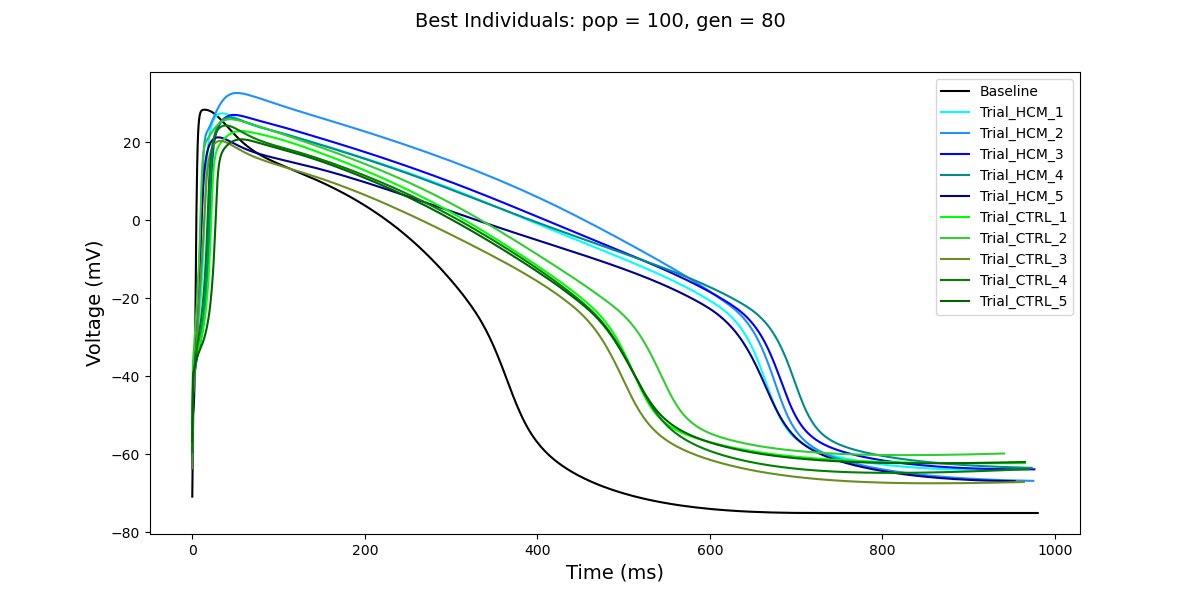 Best Individuals: pop = 100, gen = 80
Voltage (mV)
20
0
−20
−40
−60
−80
0
200
400
600
800
1000
Time (ms)
Baseline
Trial_HCM_1
Trial_HCM_2
Trial_HCM_3
Trial_HCM_4
Trial_HCM_5
Trial_CTRL_1
Trial_CTRL_2
Trial_CTRL_3
Trial_CTRL_4
Trial_CTRL_5